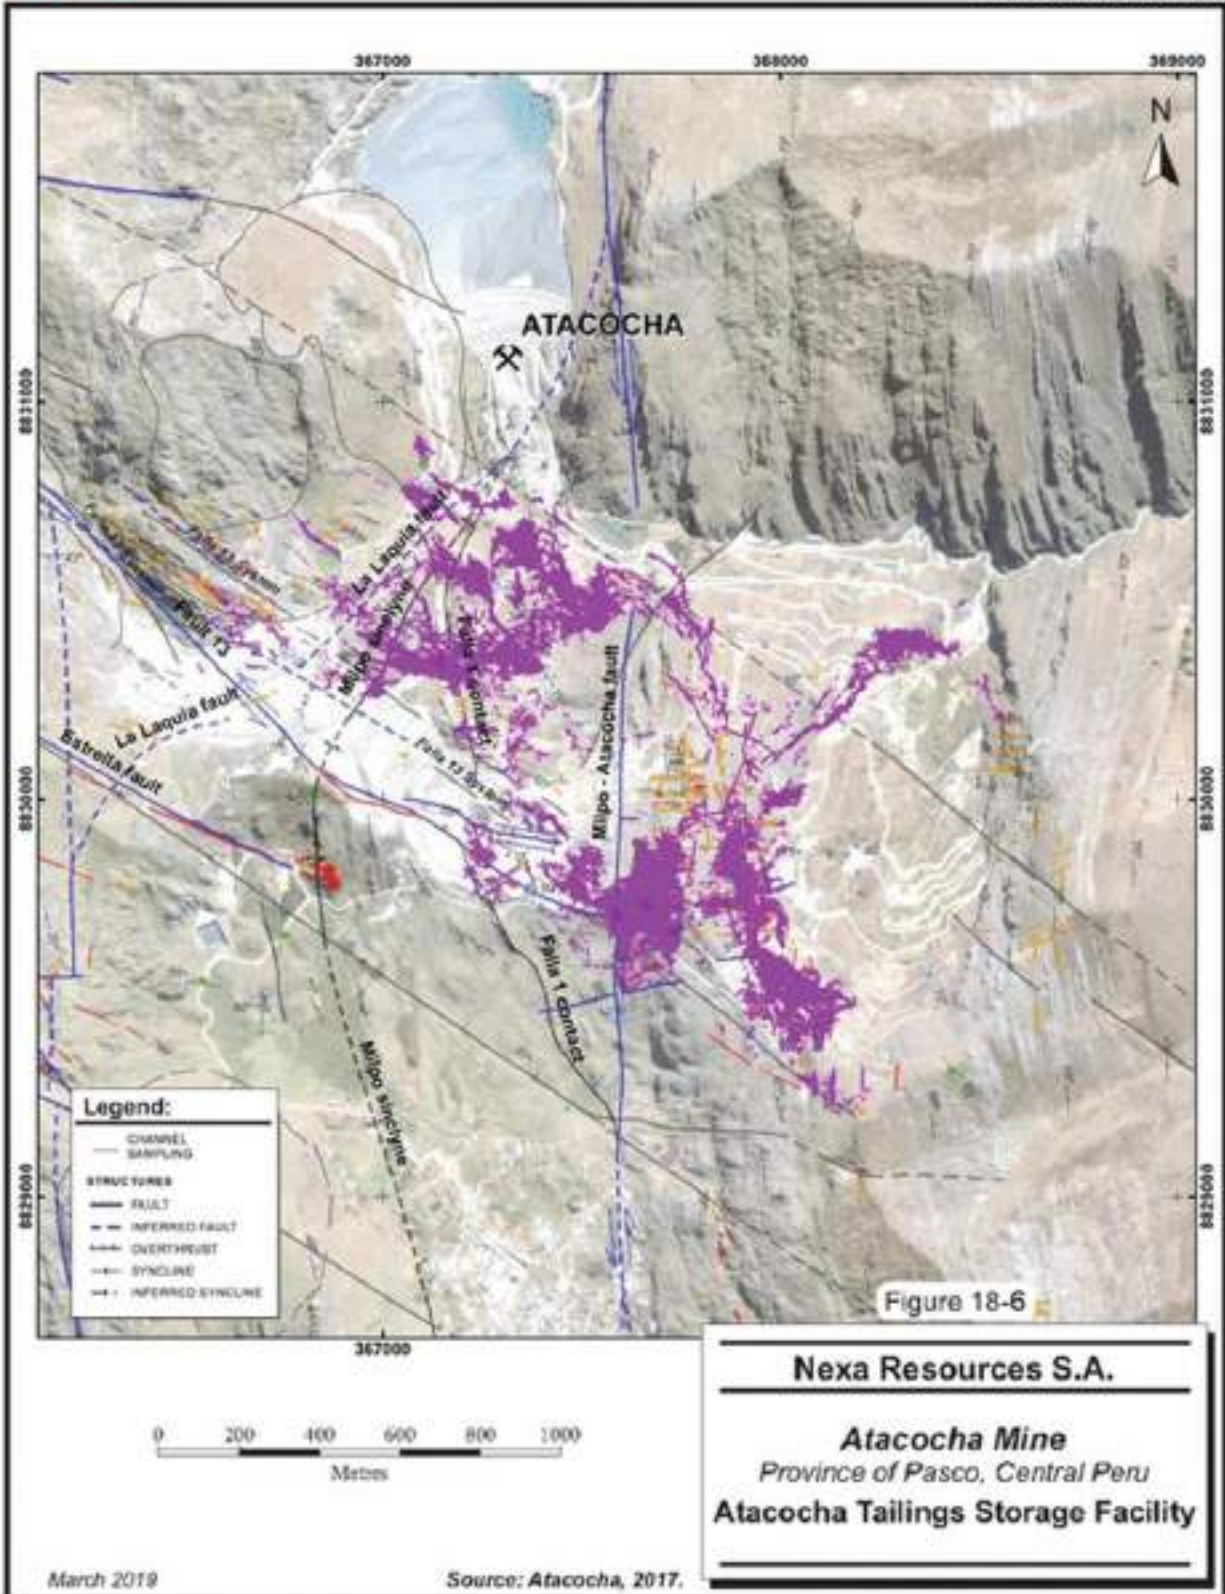 367000
368000
369000
N
ATACOCHA
8831000
8831000
La Laquia fault
Milpo sinclyne
Falla 1 contact
Fault 13
La Laquia fault
Estrella fault
Milpo - Atacocha fault
8830000
8830000
Falla 1 contact
Milpo sinclyne
Legend:
CHANNEL
SAMPLING
STRUCTURES
FAULT
INFERRED FAULT
OVERTHRUST
SYNCLINE
INFERRED SYNCLINE
8829000
8829000
Figure 18-6
367000
Nexa Resources S.A.
0 200 400 600 800 1000
Metres
Atacocha Mine
Province of Pasco, Central Peru
Atacocha Tailings Storage Facility
March 2019
Source: Atacocha, 2017.